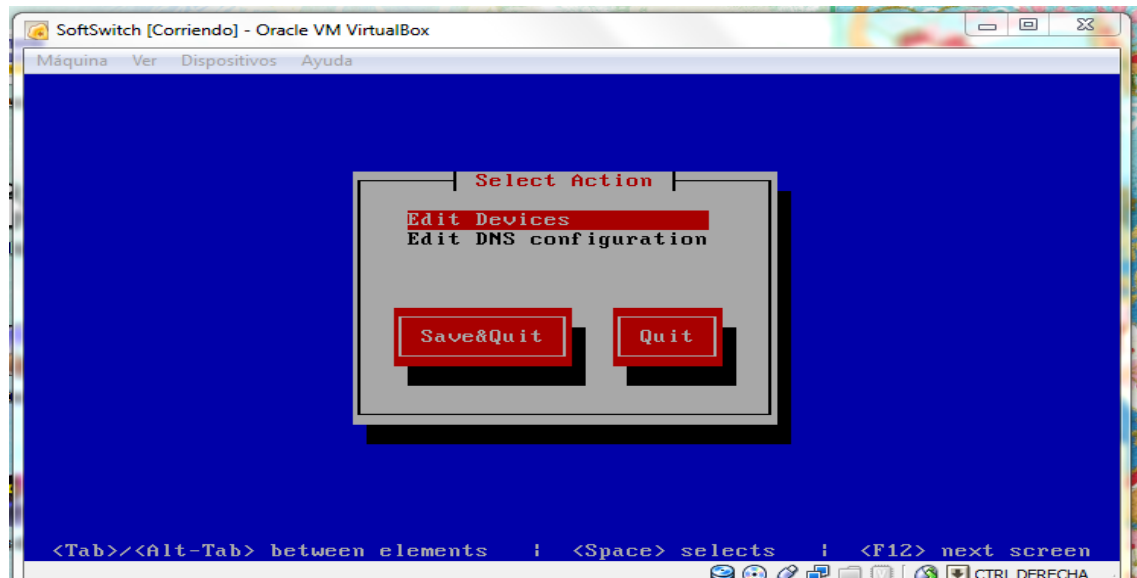 SoftSwitch [Corriendo] - Oracle VM VirtualBox
Máquina Ver Dispositivos Ayuda
Select Action
Edit Devices
Edit DNS configuration
Save&Quit Quit
<Tab>/<Alt-Tab> between elements | <Space> selects | <F12> next screen
CTRL DERECHA